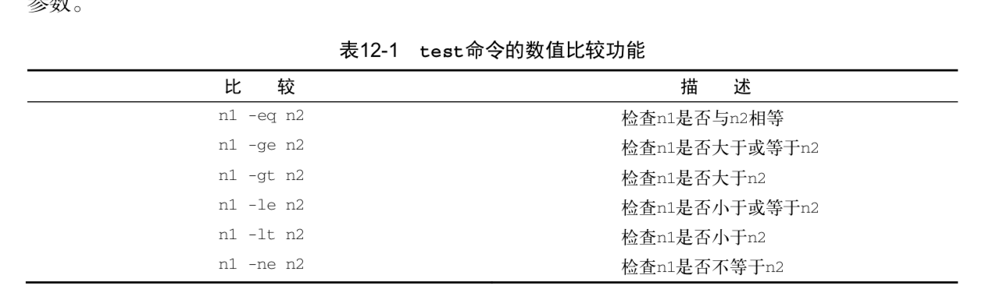 参数。
表12-1 test命令的数值比较功能
比 较 描 述
n1 -eq n2 检查n1是否与n2相等
n1 -ge n2 检查n1是否大于或等于n2
n1 -gt n2 检查n1是否大于n2
n1 -le n2 检查n1是否小于或等于n2
n1 -lt n2 检查n1是否小于n2
n1 -ne n2 检查n1是否不等于n2